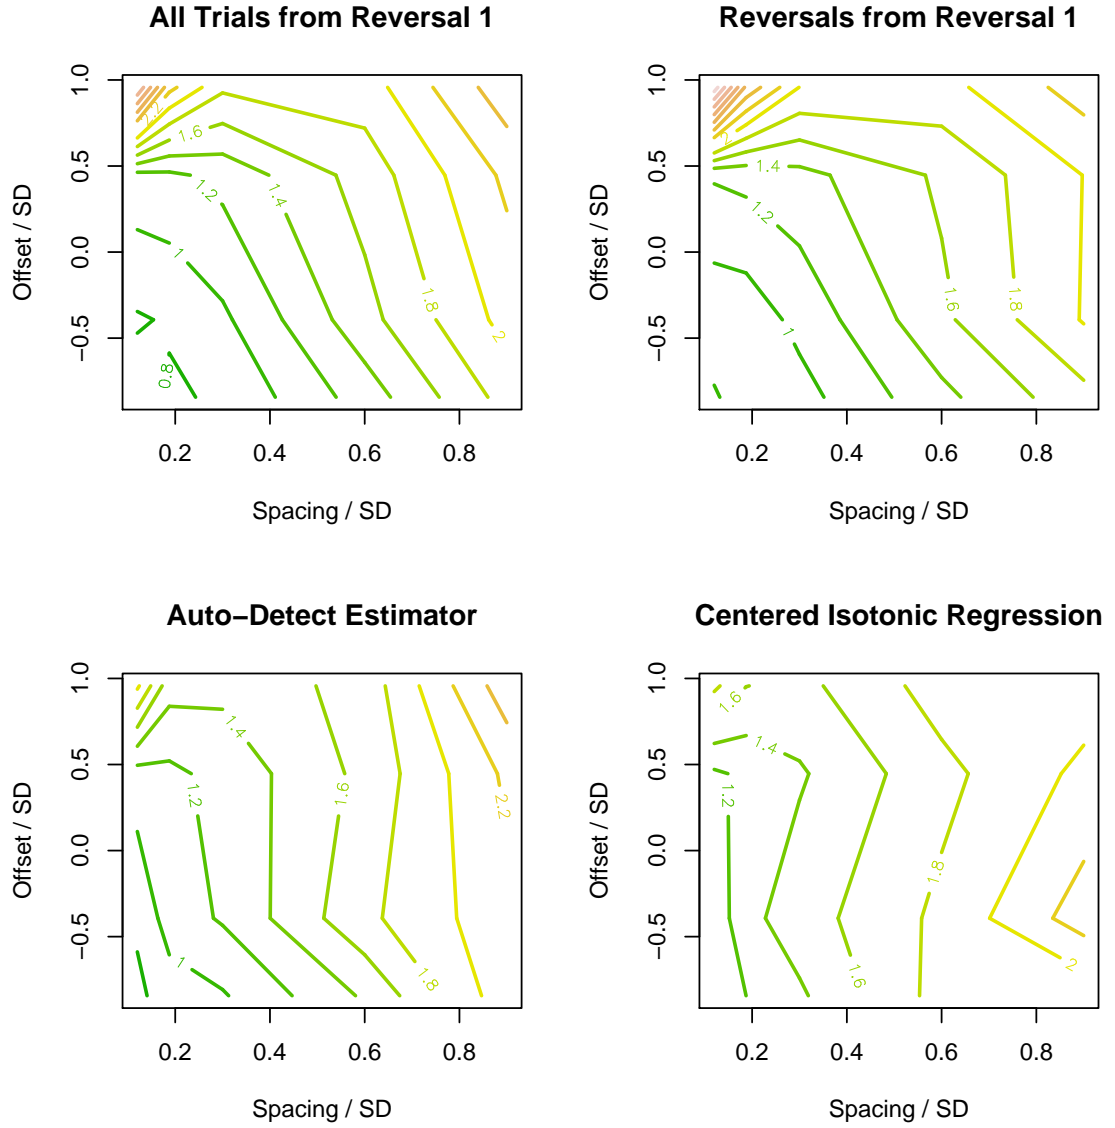 All Trials from Reversal 1
1.0
0.5
0.0
−0.5
Offset / SD
2.2
1.6
1.4
1.2
1
0.8
1.8
2
0.2 0.4 0.6 0.8
Spacing / SD
Reversals from Reversal 1
1.0
0.5
0.0
−0.5
Offset / SD
2
1.4
1.2
1
1.6
1.8
0.2 0.4 0.6 0.8
Spacing / SD
Auto−Detect Estimator
1.0
0.5
0.0
−0.5
Offset / SD
1.4
1.2
1.6
2.2
1
1.8
0.2 0.4 0.6 0.8
Spacing / SD
Centered Isotonic Regression
1.0
0.5
0.0
−0.5
Offset / SD
1.6
1.4
1.2
1.8
1.6
2
0.2 0.4 0.6 0.8
Spacing / SD